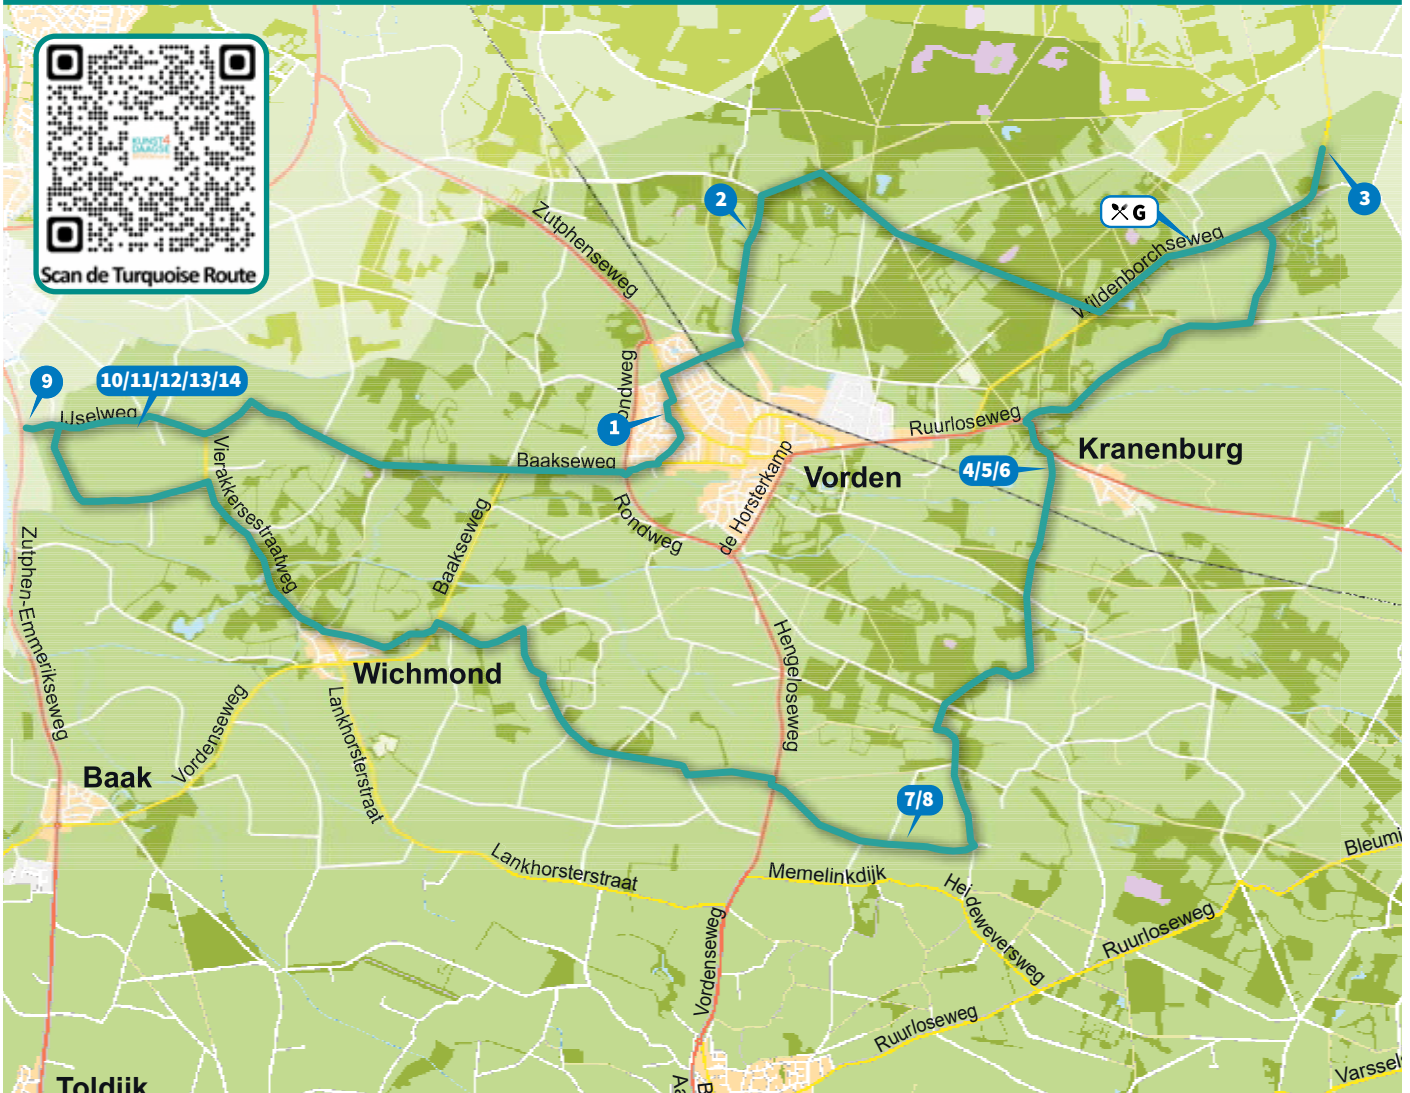 KUNST4
DAAGSE
Scan de Turquoise Route
Zutphenseweg
2
3
G
Wildenborchseweg
9
10/11/12/13/14
IJselweg
ondweg
1
Baakseweg
Vierakkersestraatweg
Ruurloseweg
Kranenburg
4/5/6
Vorden
de Horsterkamp
Rondweg
Baakseweg
Zutphen-Emmerikseweg
Wichmond
Hengeloseweg
Lankhorsterstraat
Vordenseweg
Baak
7/8
Lankhorsterstraat
Memelinkdijk
Heideweversweg
Bleumi
Ruurloseweg
Vordenseweg
Ruurloseweg
Varssel
Toldijk